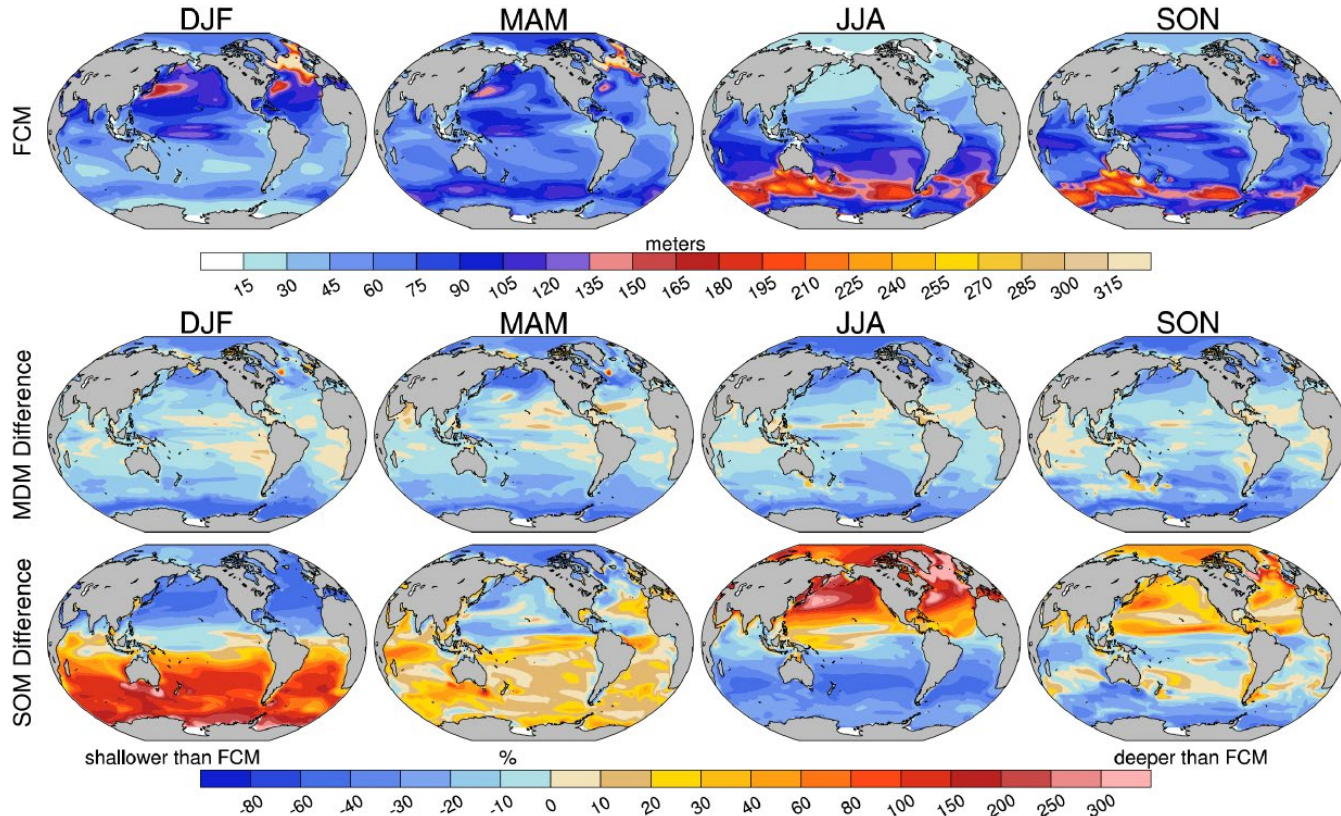 DJF MAM JJA SON
FCM
meters
15 30 45 60 75 90 105 120 135 150 165 180 195 210 225 240 255 270 285 300 315
DJF MAM JJA SON
MDM Difference
SOM Difference
shallower than FCM % deeper than FCM
-80 -60 -40 -30 -20 -10 0 10 20 30 40 60 80 100 150 200 250 300